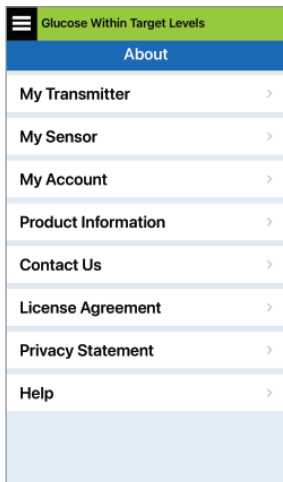 Glucose Within Target Levels
About
My Transmitter
My Sensor
My Account
Product Information
Contact Us
License Agreement
Privacy Statement
Help